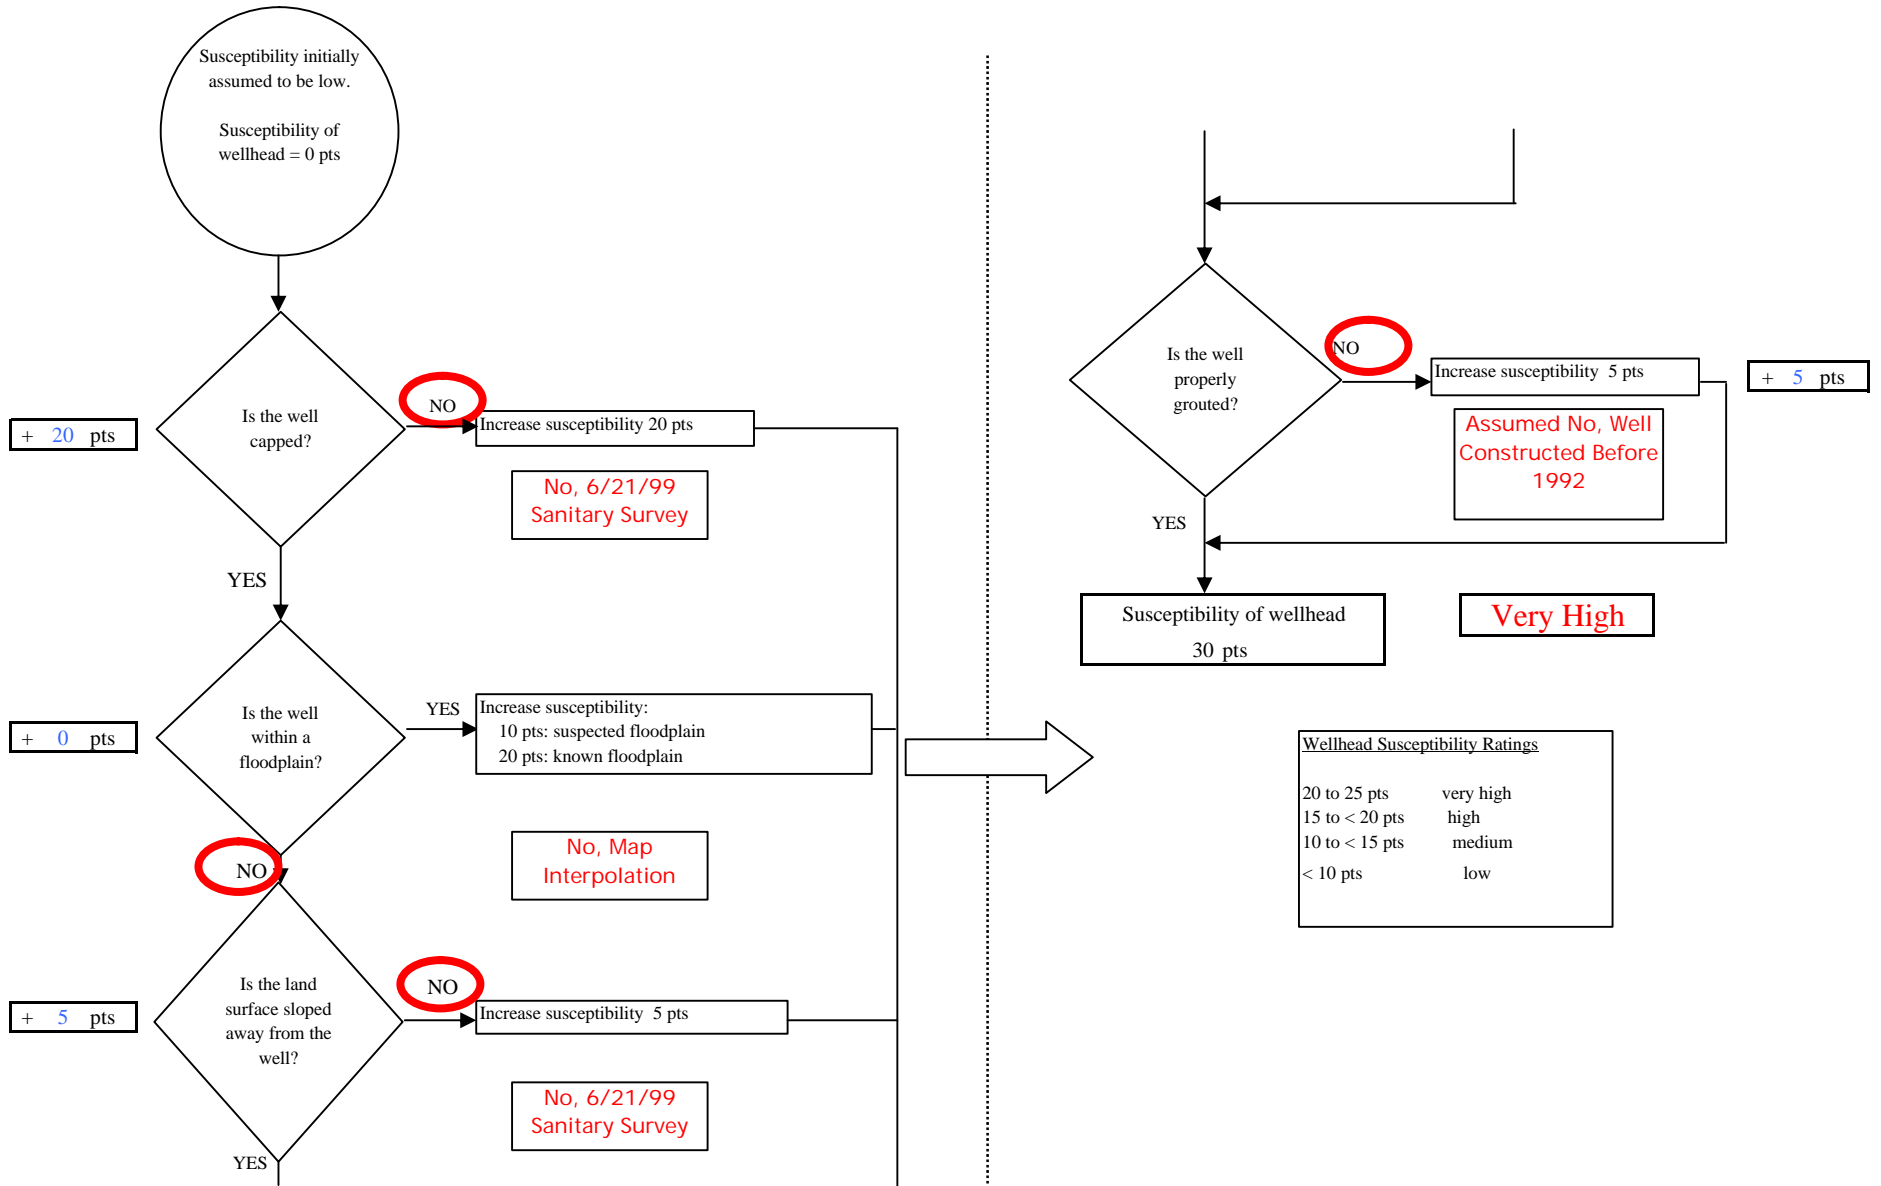 Susceptibility initially
assumed to be low.
Susceptibility of
wellhead = 0 pts
+ 20 pts
Is the well
capped?
NO
Increase susceptibility 20 pts
No, 6/21/99
Sanitary Survey
YES
+ 0 pts
Is the well
within a
floodplain?
YES
Increase susceptibility:
10 pts: suspected floodplain
20 pts: known floodplain
No, Map
Interpolation
NO
+ 5 pts
Is the land
surface sloped
away from the
well?
NO
Increase susceptibility 5 pts
No, 6/21/99
Sanitary Survey
YES
Is the well
properly
grouted?
NO
Increase susceptibility 5 pts
+ 5 pts
Assumed No, Well
Constructed Before
1992
YES
Susceptibility of wellhead
30 pts
Very High
Wellhead Susceptibility Ratings
20 to 25 pts very high
15 to < 20 pts high
10 to < 15 pts medium
< 10 pts low